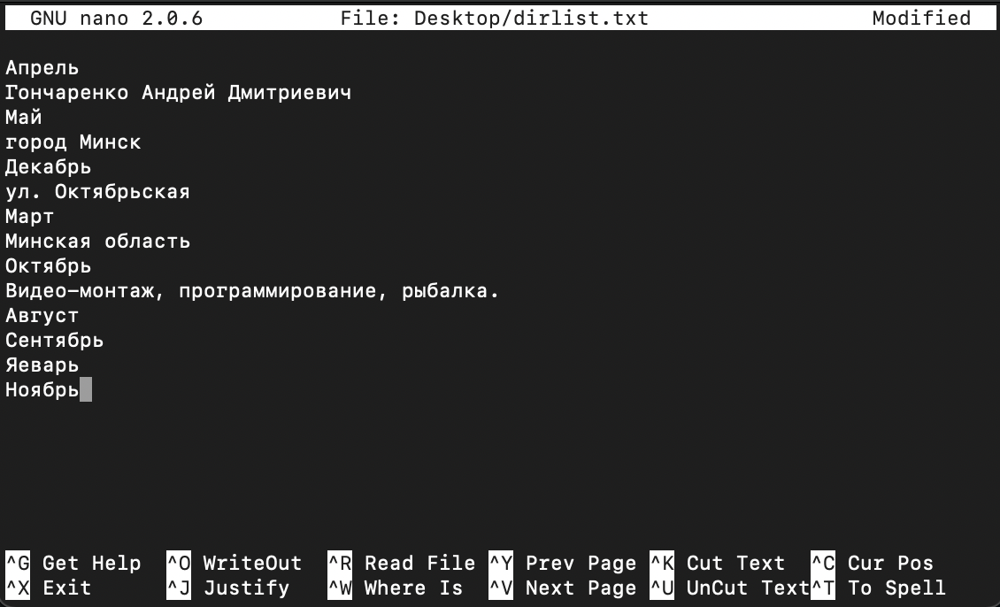 GNU nano 2.0.6 File: Desktop/dirlist.txt Modified
Апрель
Гончаренко Андрей Дмитриевич
Май
город Минск
Декабрь
ул. Октябрьская
Март
Минская область
Октябрь
Видео-монтаж, программирование, рыбалка.
Август
Сентябрь
Яеварь
Ноябрь
^G Get Help ^O WriteOut ^R Read File ^Y Prev Page ^K Cut Text ^C Cur Pos
^X Exit ^J Justify ^W Where Is ^V Next Page ^U UnCut Text ^T To Spell